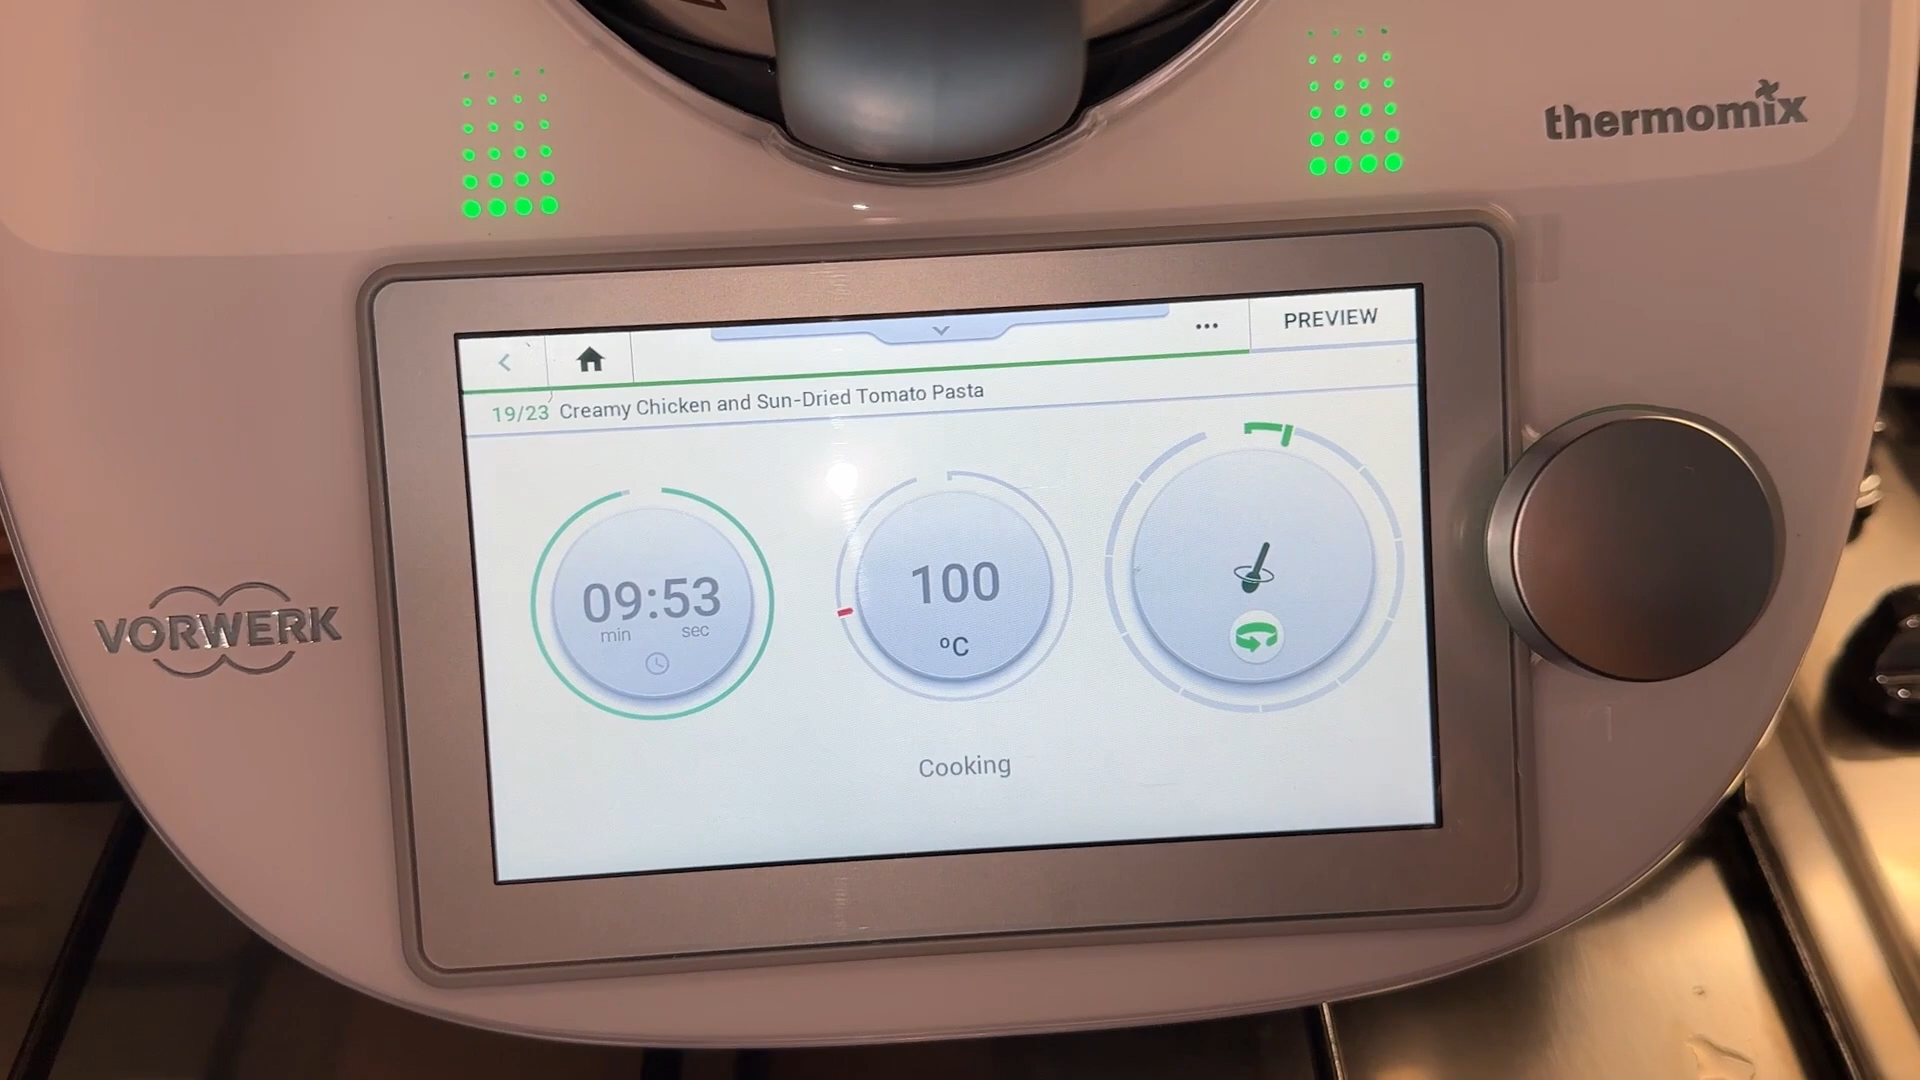 thermomix
PREVIEW
19/23 Creamy Chicken and Sun-Dried Tomato Pasta
09:53
min sec
100
ºC
VORWERK
Cooking